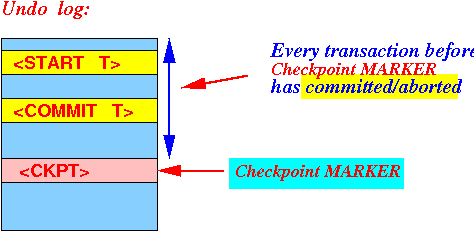 Undo log:
<START T>
<COMMIT T>
<CKPT>
Every transaction before
Checkpoint MARKER
has committed/aborted
Checkpoint MARKER